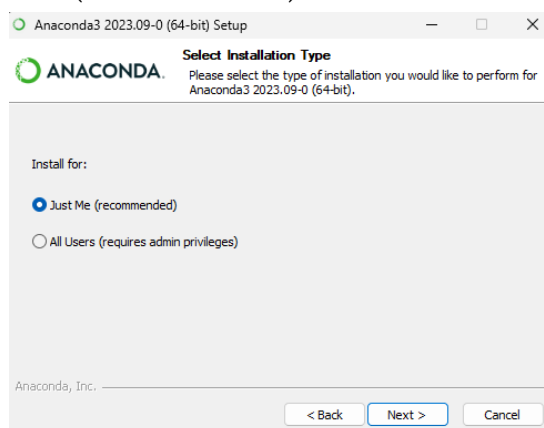 Anaconda3 2023.09-0 (64-bit) Setup
ANACONDA.
Select Installation Type
Please select the type of installation you would like to perform for
Anaconda3 2023.09-0 (64-bit).
Install for:
Just Me (recommended)
All Users (requires admin privileges)
Anaconda, Inc.
< Back
Next >
Cancel